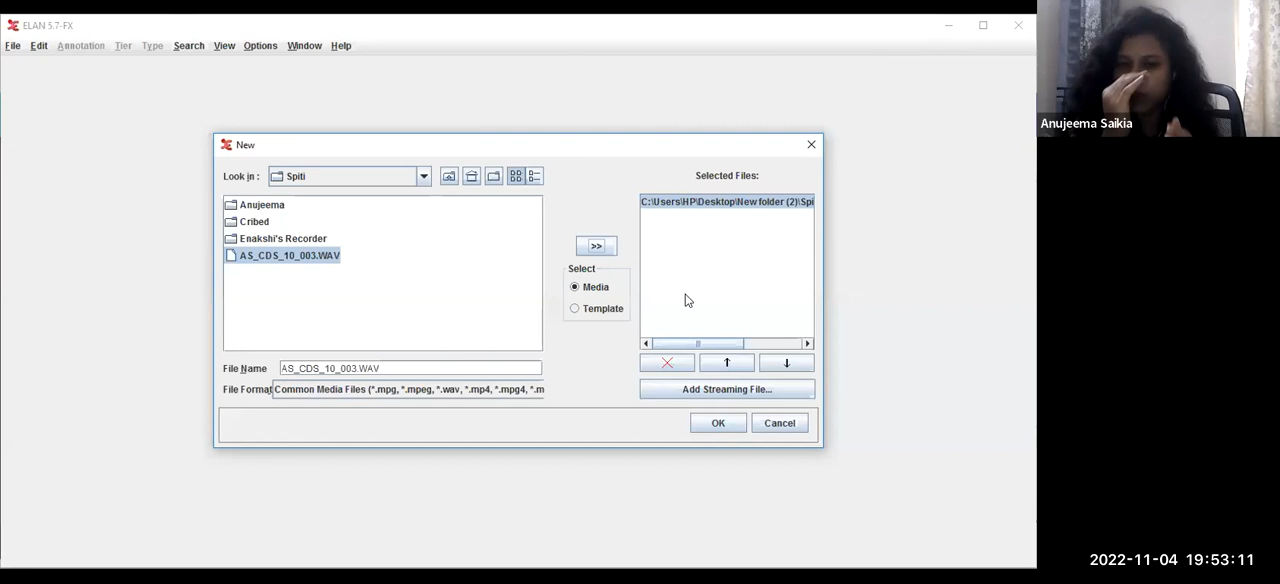 ELAN 5.7-FX
File Edit Annotation Tier Type Search View Options Window Help
New
Look in : Spiti
Selected Files:
Anujeema
Cribed
Enakshi's Recorder
AS_CDS_10_003.WAV
C:\Users\HP\Desktop\New folder (2)\Spi
>>
Select
Media
Template
File Name AS_CDS_10_003.WAV
File Format Common Media Files (*.mpg, *.mpeg, *.wav, *.mp4, *.mpg4, *.m
Add Streaming File...
OK Cancel
Anujeema Saikia
2022-11-04 19:53:11